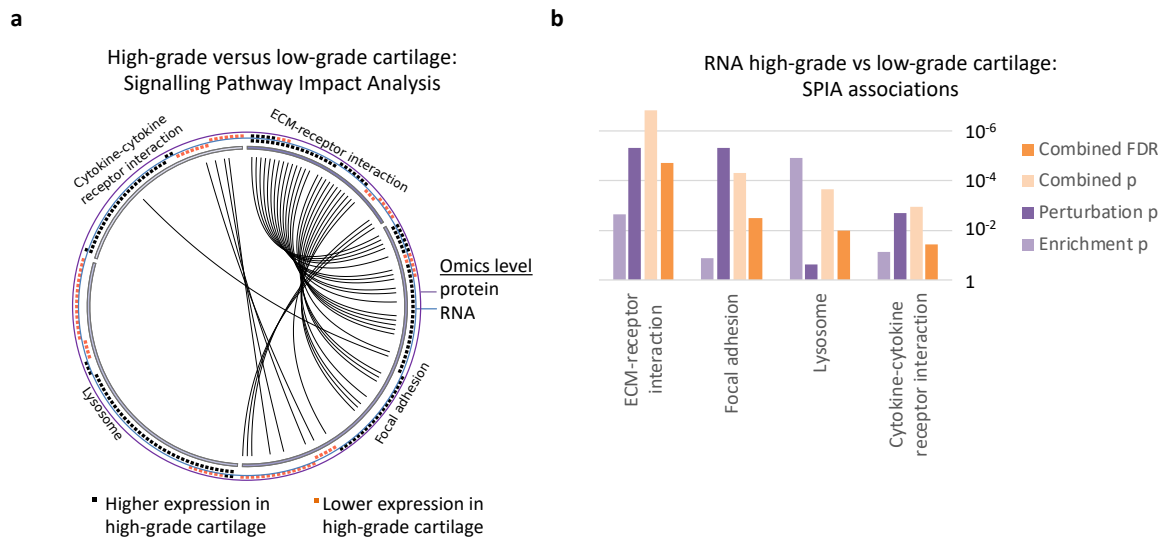 a
High-grade versus low-grade cartilage:
Signalling Pathway Impact Analysis
Cytokine-cytokine
receptor interaction
ECM-receptor interaction
Omics level
protein
RNA
Lysosome
Focal adhesion
Higher expression in
high-grade cartilage
Lower expression in
high-grade cartilage
b
RNA high-grade vs low-grade cartilage:
SPIA associations
10-6
10-4
10-2
1
Combined FDR
Combined p
Perturbation p
Enrichment p
ECM-receptor
interaction
Focal adhesion
Lysosome
Cytokine-cytokine
receptor interaction